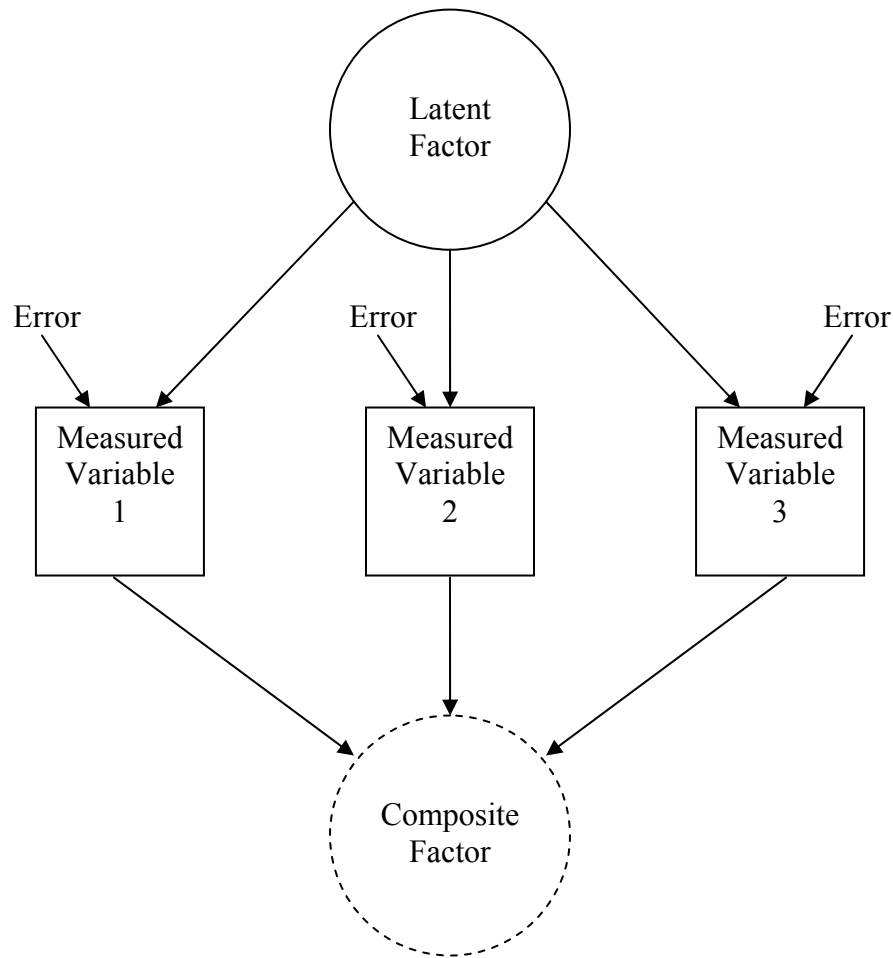 Latent
Factor
Error
Error
Error
Measured
Variable
1
Measured
Variable
2
Measured
Variable
3
Composite
Factor